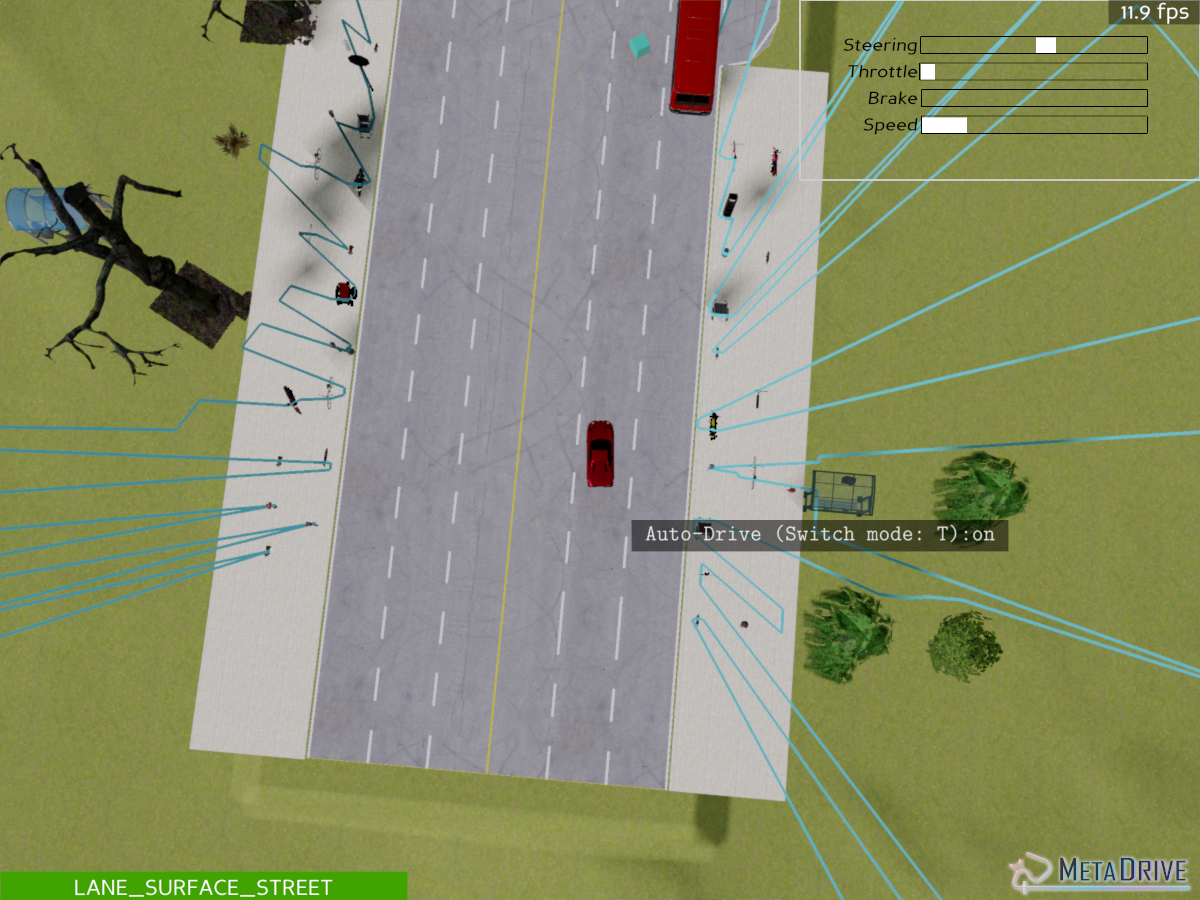 11.9 fps
Steering
Throttle
Brake
Speed
Auto-Drive (Switch mode: T):on
LANE_SURFACE_STREET
METADRIVE